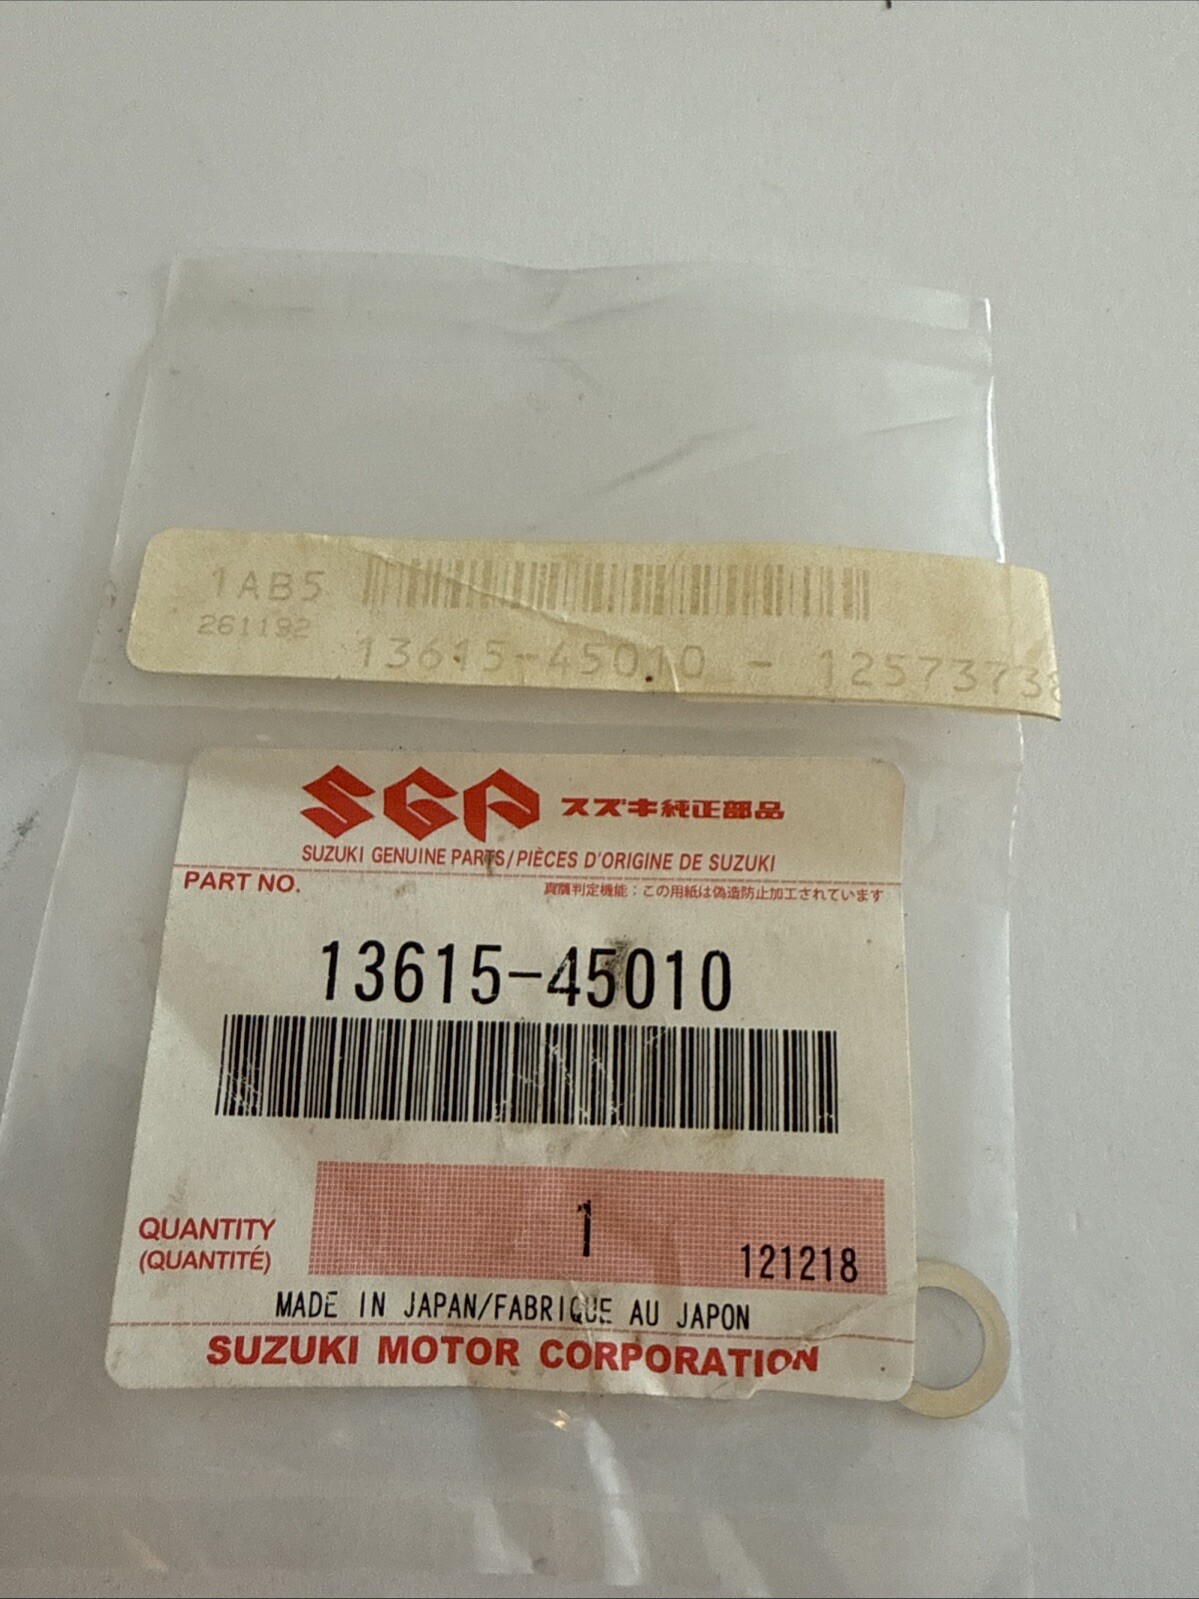 1AB5
261192
13615-45010 - 1257373
SGP スズキ純正部品
SUZUKI GENUINE PARTS/PIÈCES D'ORIGINE DE SUZUKI
PART NO.
真贋判定機能：この用紙は偽造防止加工されています
13615-45010
QUANTITY
(QUANTITÉ)
1
121218
MADE IN JAPAN/FABRIQUE AU JAPON
SUZUKI MOTOR CORPORATION